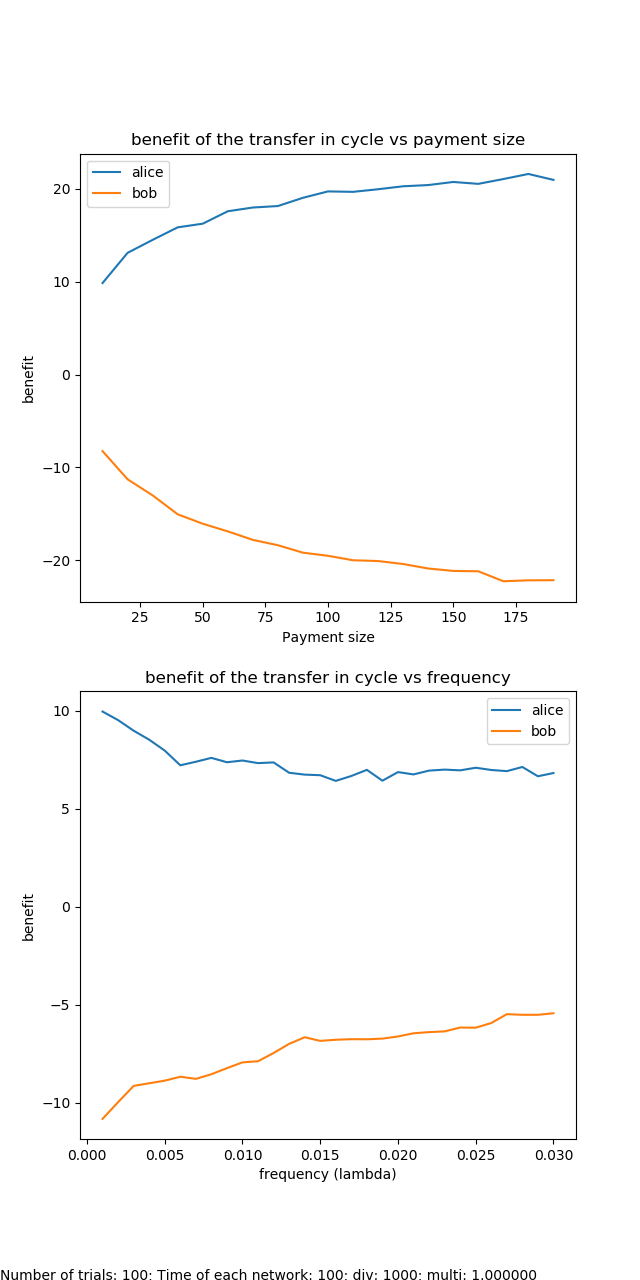 benefit of the transfer in cycle vs payment size
alice
bob
20
10
0
−10
−20
benefit
25 50 75 100 125 150 175
Payment size
benefit of the transfer in cycle vs frequency
alice
bob
10
5
0
−5
−10
benefit
0.000 0.005 0.010 0.015 0.020 0.025 0.030
frequency (lambda)
Number of trials: 100: Time of each network: 100: div: 1000: multi: 1.000000